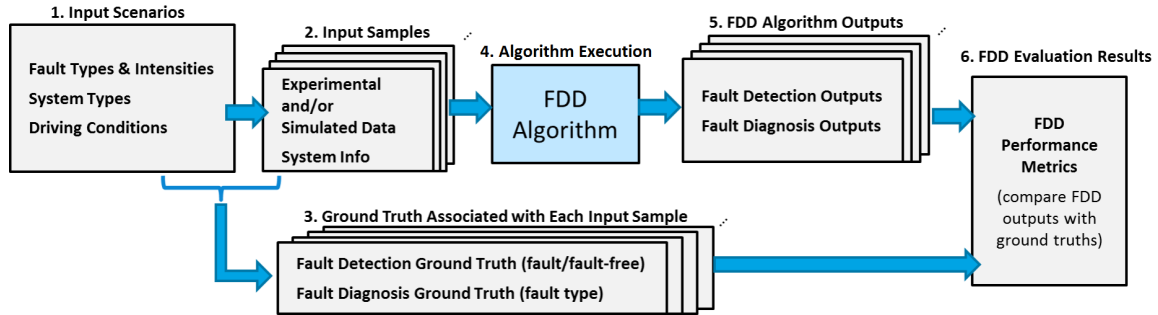 1. Input Scenarios
Fault Types & Intensities
System Types
Driving Conditions
2. Input Samples
Experimental
and/or
Simulated Data
System Info
3. Ground Truth Associated with Each Input Sample
Fault Detection Ground Truth (fault/fault-free)
Fault Diagnosis Ground Truth (fault type)
4. Algorithm Execution
FDD
Algorithm
5. FDD Algorithm Outputs
Fault Detection Outputs
Fault Diagnosis Outputs
6. FDD Evaluation Results
FDD
Performance
Metrics
(compare FDD
outputs with
ground truths)